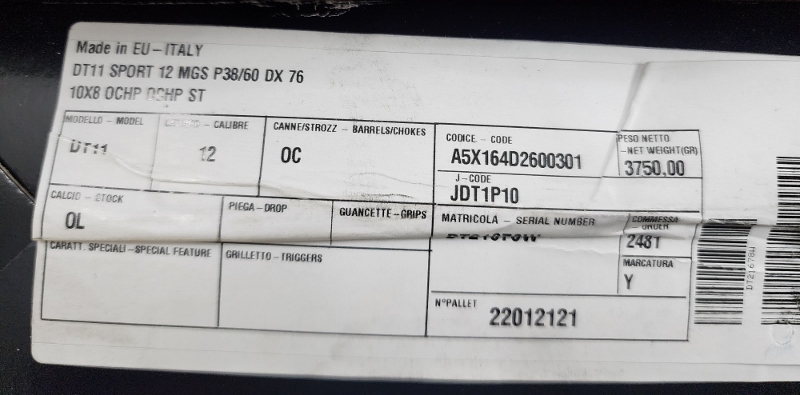 Made in EU-ITALY
DT11 SPORT 12 MGS P38/60 DX 76
10X8 OCHP OCHP ST
MODELLO - MODEL
DT11
- CALIBRE
12
CANNE/STROZZ - BARRELS/CHOKES
OC
CODICE - CODE
A5X164D2600301
PESO NETTO
-NET WEIGHT(GR)
3750,00
J-CODE
JDT1P10
CALCIO - STOCK
OL
PIEGA-DROP
GUANCETTE-GRIPS
MATRICOLA - SERIAL NUMBER
COMMESSA
- ORDER
2481
CARATT. SPECIALI-SPECIAL FEATURE
GRILLETTO-TRIGGERS
MARCATURA
Y
N°PALLET
22012121
DT21678W